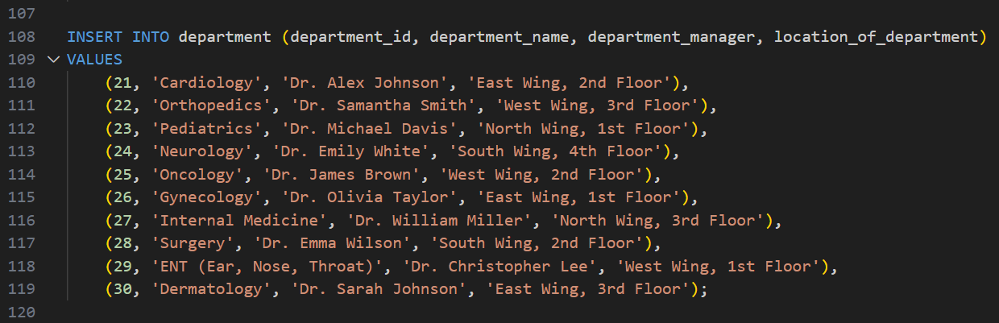 107
108 INSERT INTO department (department_id, department_name, department_manager, location_of_department)
109 VALUES
110 (21, 'Cardiology', 'Dr. Alex Johnson', 'East Wing, 2nd Floor'),
111 (22, 'Orthopedics', 'Dr. Samantha Smith', 'West Wing, 3rd Floor'),
112 (23, 'Pediatrics', 'Dr. Michael Davis', 'North Wing, 1st Floor'),
113 (24, 'Neurology', 'Dr. Emily White', 'South Wing, 4th Floor'),
114 (25, 'Oncology', 'Dr. James Brown', 'West Wing, 2nd Floor'),
115 (26, 'Gynecology', 'Dr. Olivia Taylor', 'East Wing, 1st Floor'),
116 (27, 'Internal Medicine', 'Dr. William Miller', 'North Wing, 3rd Floor'),
117 (28, 'Surgery', 'Dr. Emma Wilson', 'South Wing, 2nd Floor'),
118 (29, 'ENT (Ear, Nose, Throat)', 'Dr. Christopher Lee', 'West Wing, 1st Floor'),
119 (30, 'Dermatology', 'Dr. Sarah Johnson', 'East Wing, 3rd Floor');
120